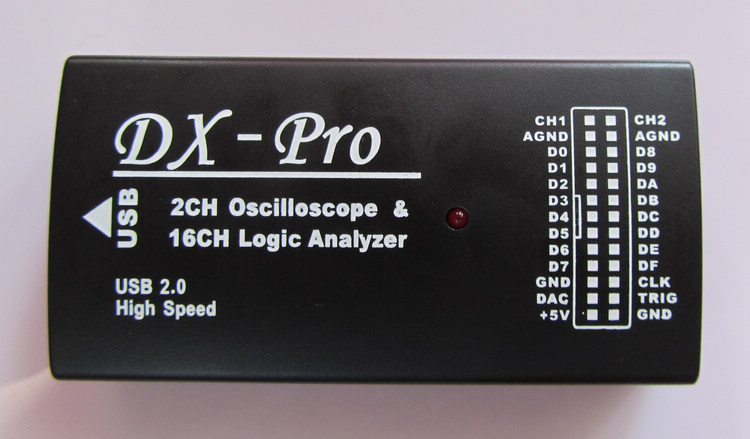 DX-Pro
USB
2CH Oscilloscope &
16CH Logic Analyzer
USB 2.0
High Speed
CH1 CH2
AGND AGND
D0 D8
D1 D9
D2 DA
D3 DB
D4 DC
D5 DD
D6 DE
D7 DF
GND CLK
DAC TRIG
+5V GND